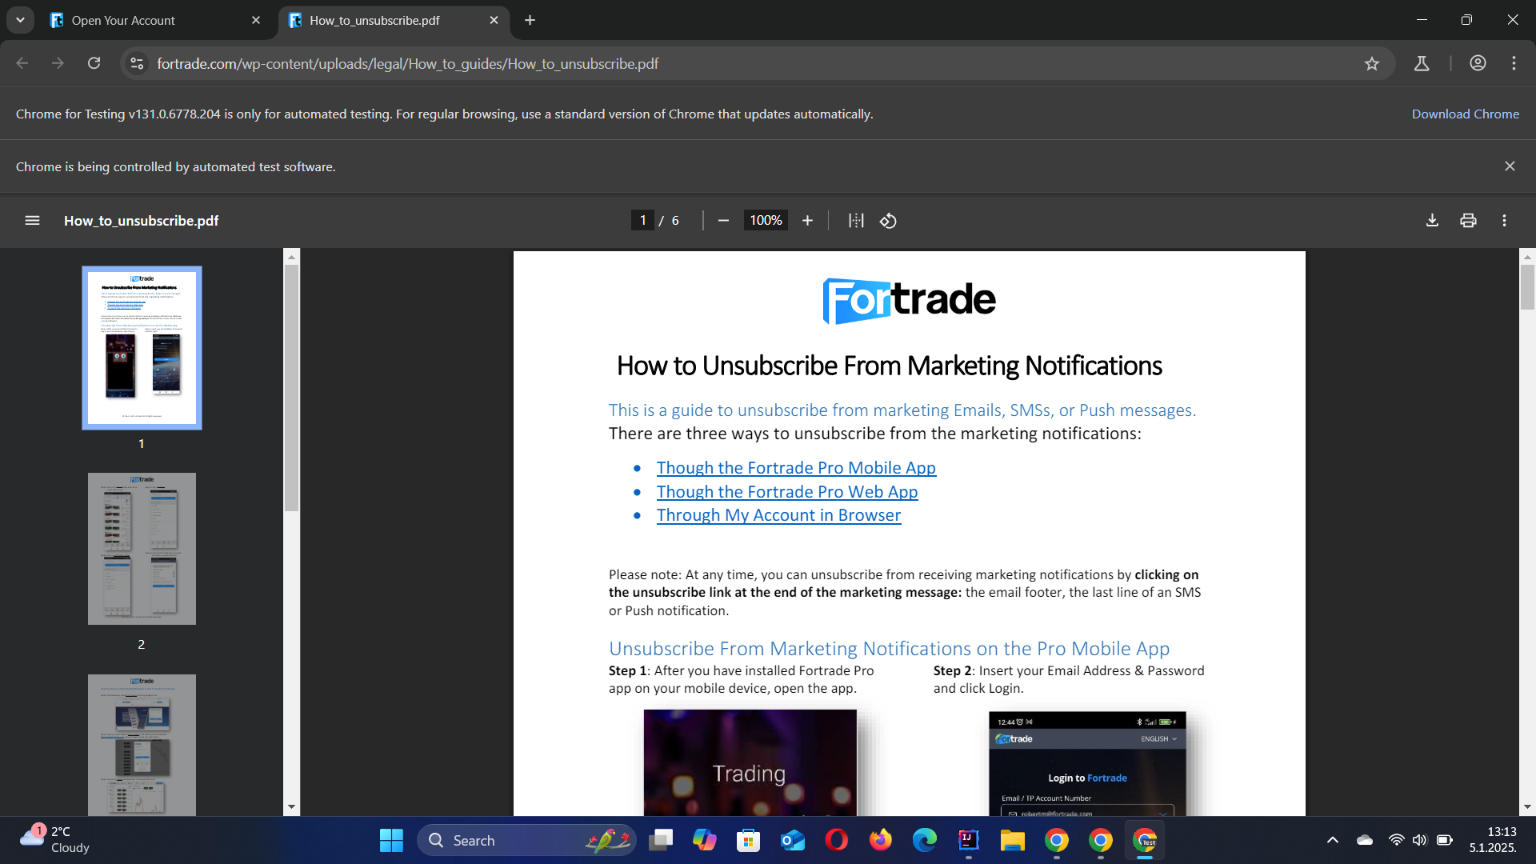 Open Your Account
How_to_unsubscribe.pdf
fortrade.com/wp-content/uploads/legal/How_to_guides/How_to_unsubscribe.pdf
Chrome for Testing v131.0.6778.204 is only for automated testing. For regular browsing, use a standard version of Chrome that updates automatically.
Download Chrome
Chrome is being controlled by automated test software.
How_to_unsubscribe.pdf
1 / 6
100%
1
2
Fortrade
How to Unsubscribe From Marketing Notifications
This is a guide to unsubscribe from marketing Emails, SMSs, or Push messages.
There are three ways to unsubscribe from the marketing notifications:
• Though the Fortrade Pro Mobile App
• Though the Fortrade Pro Web App
• Through My Account in Browser
Please note: At any time, you can unsubscribe from receiving marketing notifications by clicking on
the unsubscribe link at the end of the marketing message: the email footer, the last line of an SMS
or Push notification.
Unsubscribe From Marketing Notifications on the Pro Mobile App
Step 1: After you have installed Fortrade Pro
app on your mobile device, open the app.
Step 2: Insert your Email Address & Password
and click Login.
Trading
12:44
Fortrade
ENGLISH
Login to Fortrade
Email / TP Account Number
1
2°C
Cloudy
Search
13:13
5.1.2025.